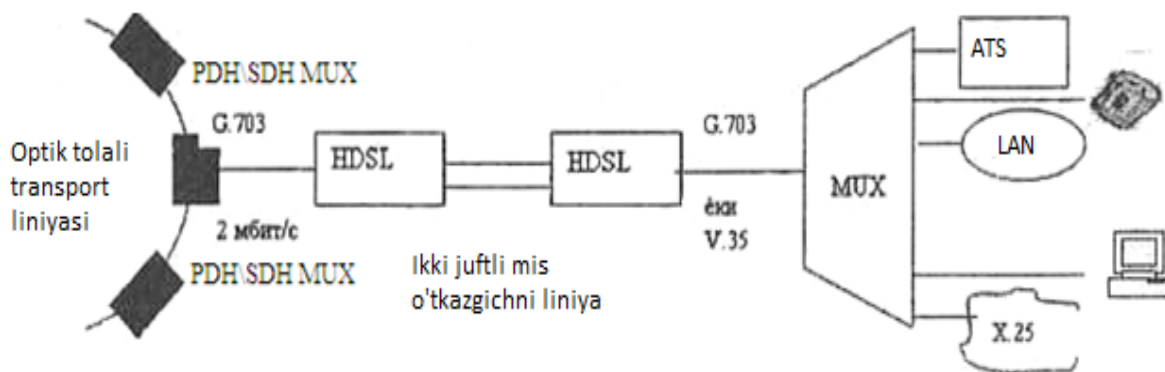 PDH\SDH MUX
G.703
Optik tolali
transport
liniyasi
2 мбит/с
PDH\SDH MUX
HDSL
HDSL
Ikki juftli mis
o'tkazgichni liniya
G.703
ёки
V.35
MUX
ATS
LAN
X.25